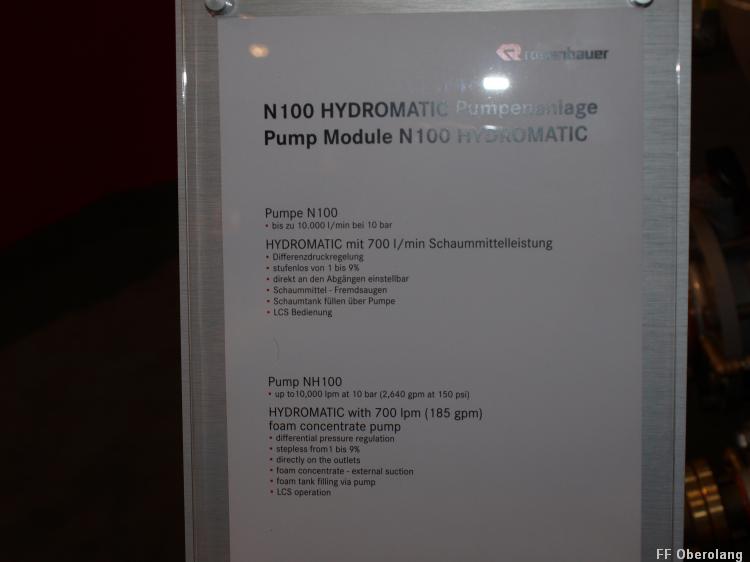 rosenbauer
N100 HYDROMATIC Pumpenanlage
Pump Module N100 HYDROMATIC
Pumpe N100
• bis zu 10.000 l/min bei 10 bar
HYDROMATIC mit 700 l/min Schaummittelleistung
• Differenzdruckregelung
• stufenlos von 1 bis 9%
• direkt an den Abgängen einstellbar
• Schaummittel - Fremdsaugen
• Schaumtank füllen über Pumpe
• LCS Bedienung
Pump NH100
• up to10,000 lpm at 10 bar (2,640 gpm at 150 psi)
HYDROMATIC with 700 lpm (185 gpm)
foam concentrate pump
• differential pressure regulation
• stepless from1 bis 9%
• directly on the outlets
• foam concentrate - external suction
• foam tank filling via pump
• LCS operation
FF Oberolang